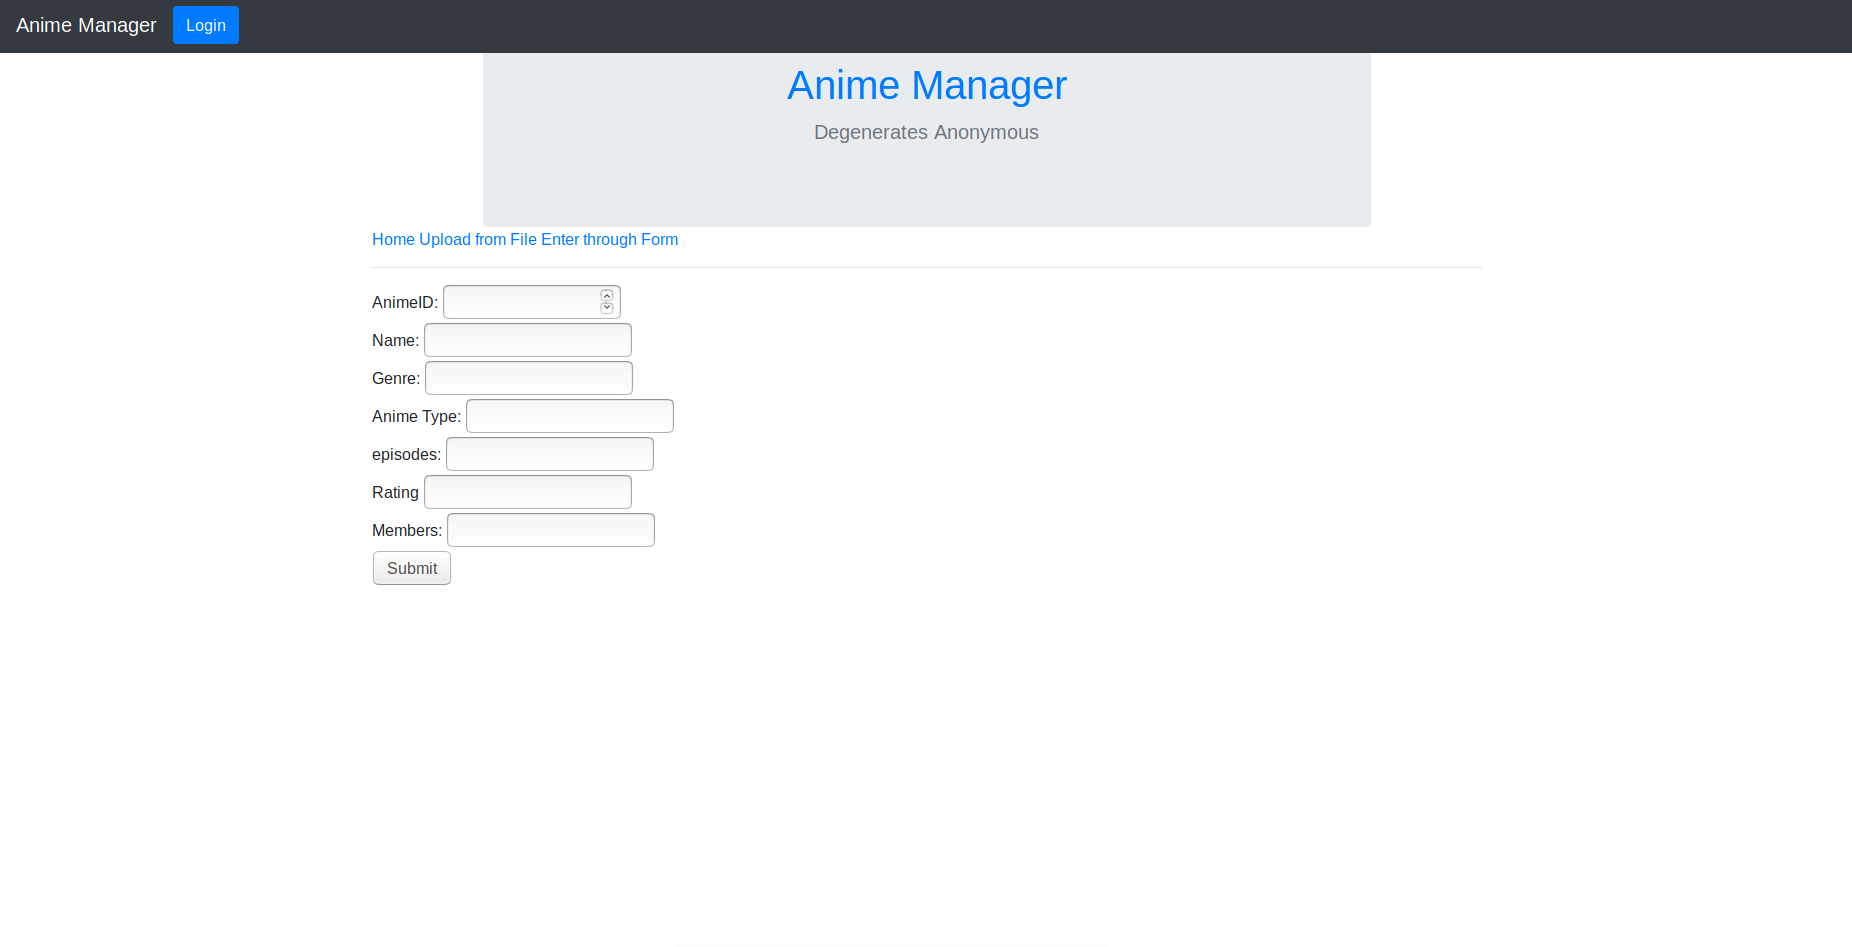 Anime Manager Login
Anime Manager
Degenerates Anonymous
Home Upload from File Enter through Form
AnimeID:
Name:
Genre:
Anime Type:
episodes:
Rating
Members:
Submit